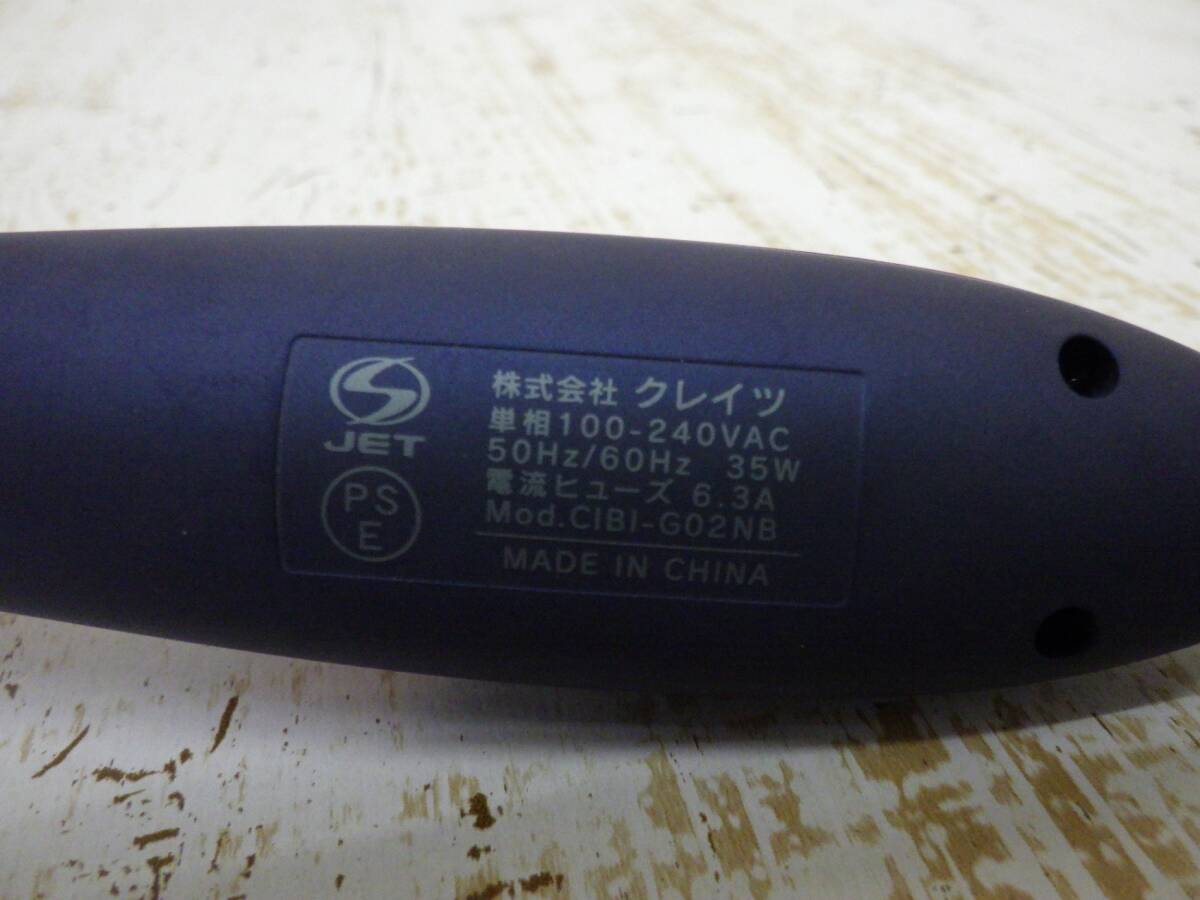 JET
PS
E
株式会社 クレイツ
単相100-240VAC
50Hz/60Hz 35W
電流ヒューズ 6.3A
Mod.CIBI-G02NB
MADE IN CHINA